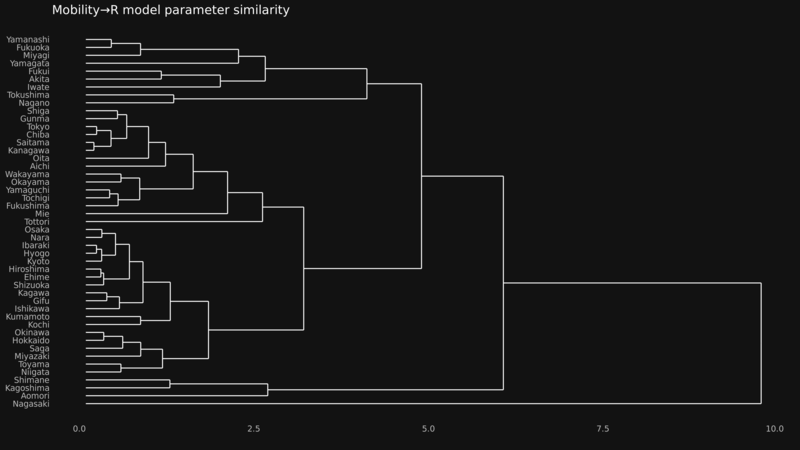 Mobility→R model parameter similarity
Yamanashi
Fukuoka
Miyagi
Yamagata
Fukui
Akita
Iwate
Tokushima
Nagano
Shiga
Gunma
Tokyo
Chiba
Saitama
Kanagawa
Oita
Aichi
Wakayama
Okayama
Yamaguchi
Tochigi
Fukushima
Mie
Tottori
Osaka
Nara
Ibaraki
Hyogo
Kyoto
Hiroshima
Ehime
Shizuoka
Kagawa
Gifu
Ishikawa
Kumamoto
Kochi
Okinawa
Hokkaido
Saga
Miyazaki
Toyama
Niigata
Shimane
Kagoshima
Aomori
Nagasaki
0.0 2.5 5.0 7.5 10.0